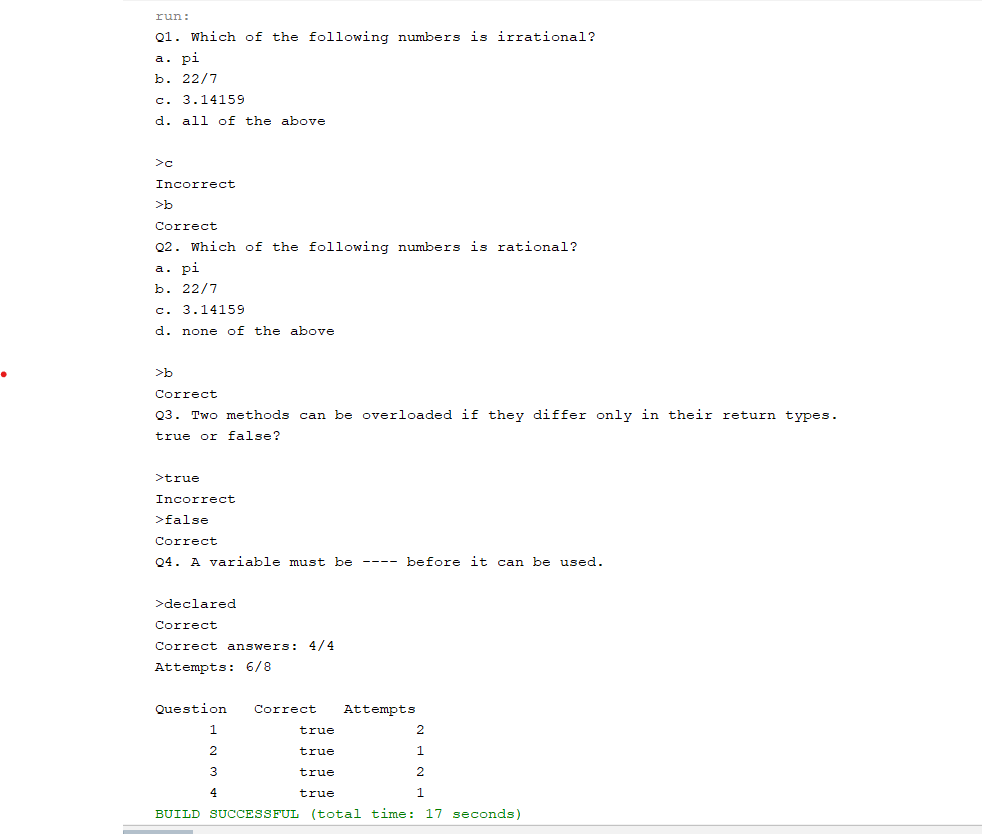 run:
Q1. Which of the following numbers is irrational?
a. pi
b. 22/7
c. 3.14159
d. all of the above
>c
Incorrect
>b
Correct
Q2. Which of the following numbers is rational?
a. pi
b. 22/7
c. 3.14159
d. none of the above
>b
Correct
Q3. Two methods can be overloaded if they differ only in their return types.
true or false?
>true
Incorrect
>false
Correct
Q4. A variable must be ---- before it can be used.
>declared
Correct
Correct answers: 4/4
Attempts: 6/8
Question Correct Attempts
1 true 2
2 true 1
3 true 2
4 true 1
BUILD SUCCESSFUL (total time: 17 seconds)